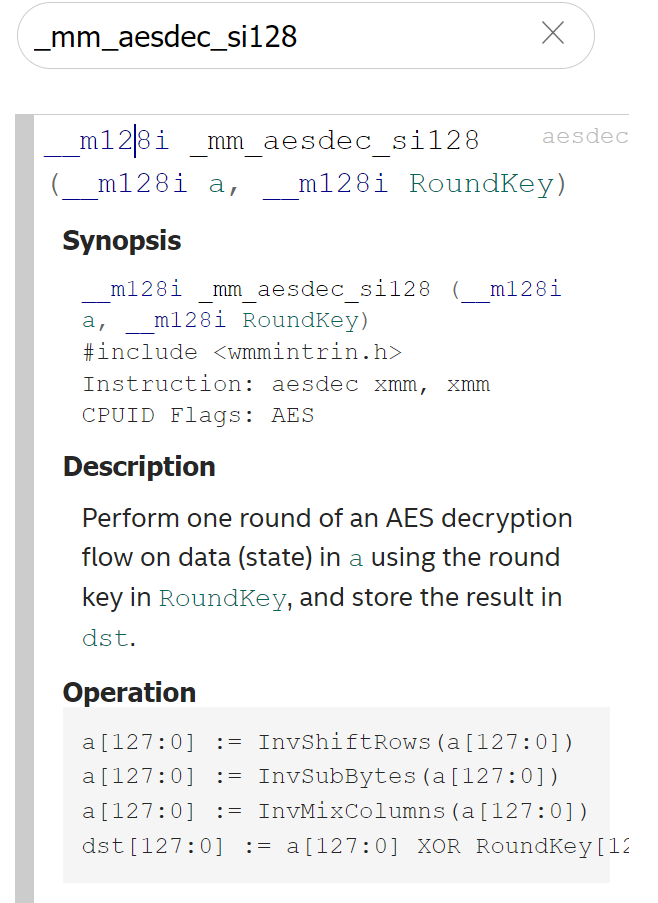 _mm_aesdec_si128
__m128i _mm_aesdec_si128 aesdec
(__m128i a, __m128i RoundKey)
Synopsis
__m128i _mm_aesdec_si128 (__m128i
a, __m128i RoundKey)
#include <wmmintrin.h>
Instruction: aesdec xmm, xmm
CPUID Flags: AES
Description
Perform one round of an AES decryption
flow on data (state) in a using the round
key in RoundKey, and store the result in
dst.
Operation
a[127:0] := InvShiftRows(a[127:0])
a[127:0] := InvSubBytes(a[127:0])
a[127:0] := InvMixColumns(a[127:0])
dst[127:0] := a[127:0] XOR RoundKey[12